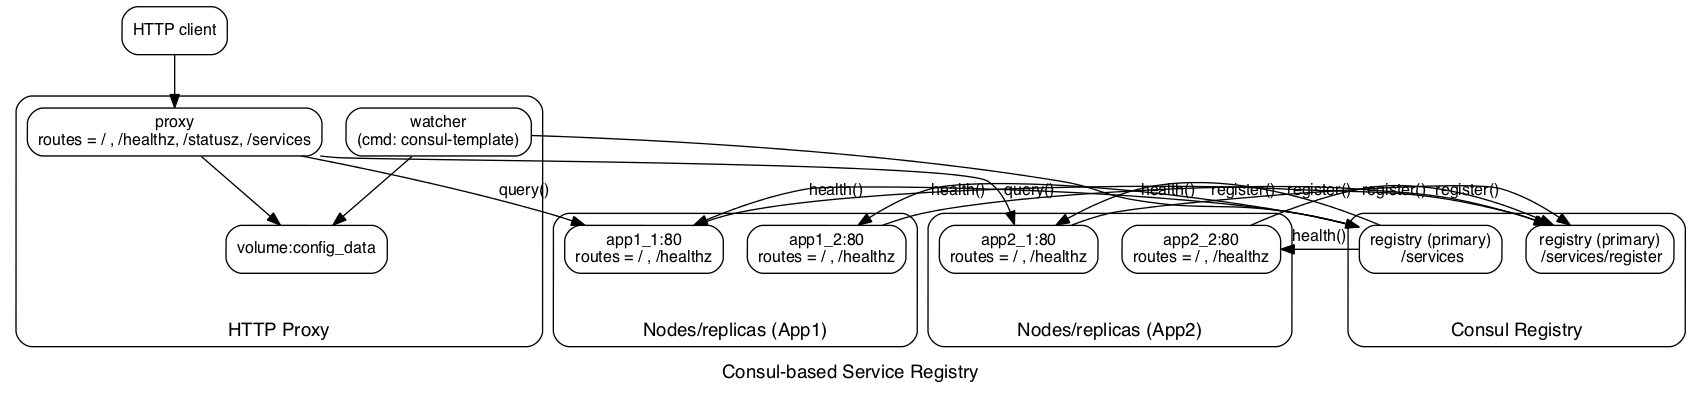 HTTP client
proxy
routes = / , /healthz, /statusz, /services
watcher
(cmd: consul-template)
query()
health()
health()
query()
health()
register()
register()
register()
register()
volume:config_data
app1_1:80
routes = / , /healthz
app1_2:80
routes = / , /healthz
app2_1:80
routes = / , /healthz
app2_2:80
routes = / , /healthz
health()
registry (primary)
/services
registry (primary)
/services/register
HTTP Proxy
Nodes/replicas (App1)
Nodes/replicas (App2)
Consul Registry
Consul-based Service Registry